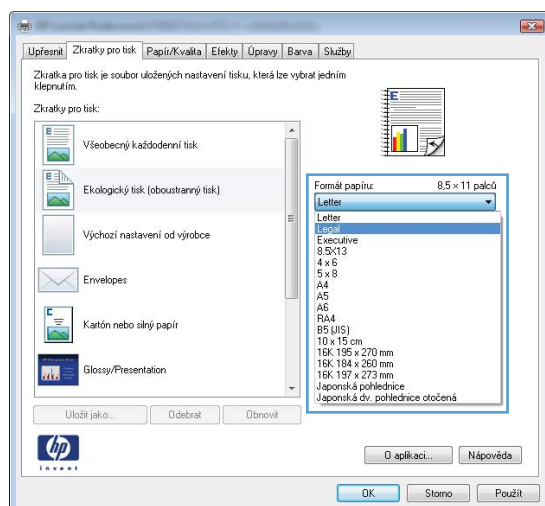 Upřesnit Zkratky pro tisk Papír/Kvalita Efekty Úpravy Barva Služby
Zkratka pro tisk je soubor uložených nastavení tisku, která lze vybrat jedním
klepnutím.
Zkratky pro tisk:
E
Všeobecný každodenní tisk
E
Ekologický tisk (oboustranný tisk)
Výchozí nastavení od výrobce
Envelopes
Kartón nebo silný papír
Glossy/Presentation
Uložit jako... Odebrat Obnovit
E
Formát papíru: 8,5 × 11 palců
Letter
Letter
Legal
Executive
8.5X13
4 x 6
5 x 8
A4
A5
A6
RA4
B5 (JIS)
10 x 15 cm
16K 195 x 270 mm
16K 184 x 260 mm
16K 197 x 273 mm
Japonská pohlednice
Japonská dv. pohlednice otočená
hp
invent
O aplikaci... Nápověda
OK Storno Použít